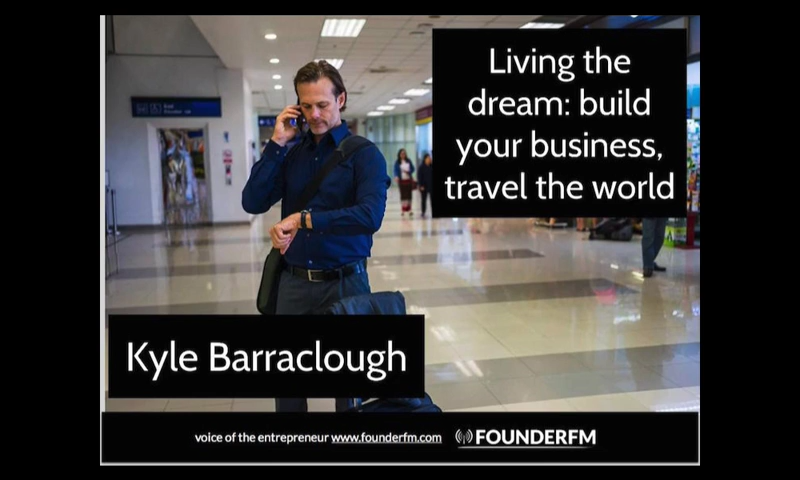 Living the
dream: build
your business,
travel the world
Kyle Barraclough
voice of the entrepreneur www.founderfm.com FOUNDERFM